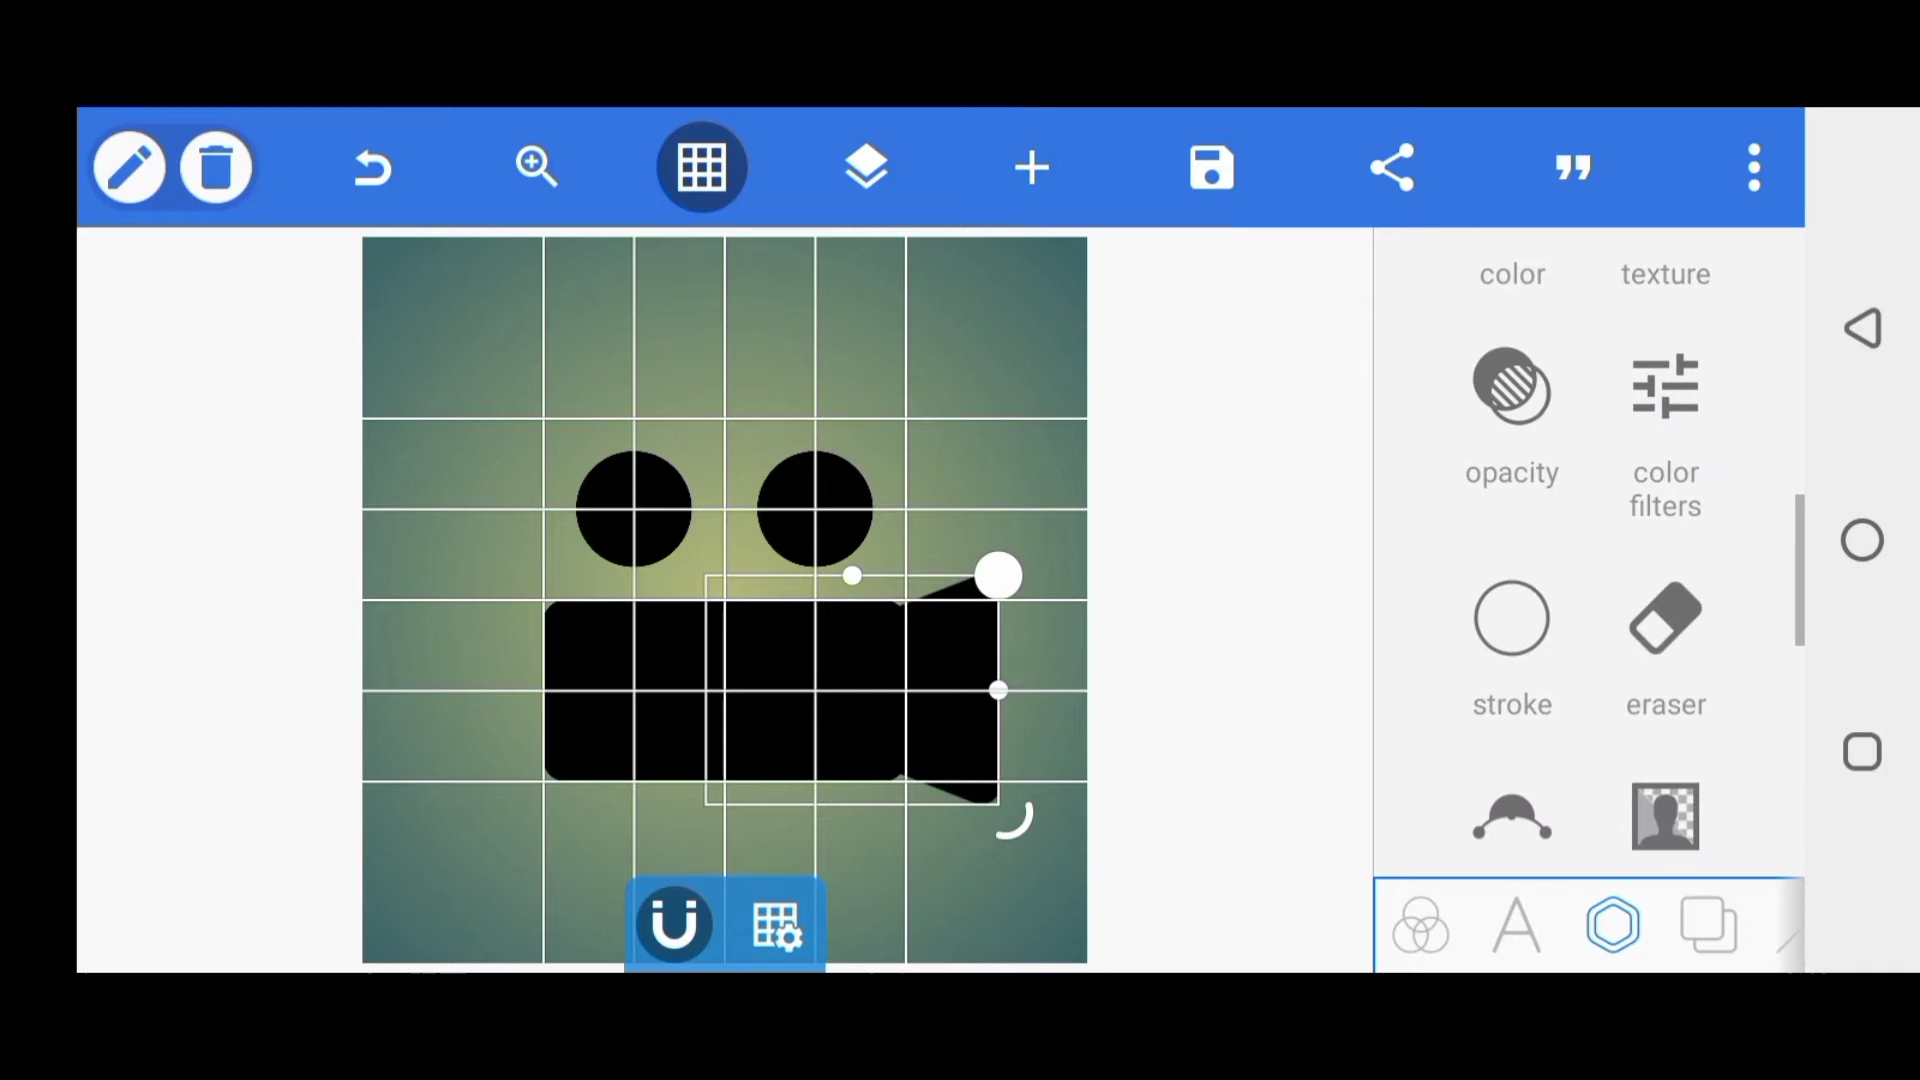 color texture
opacity color
filters
stroke eraser